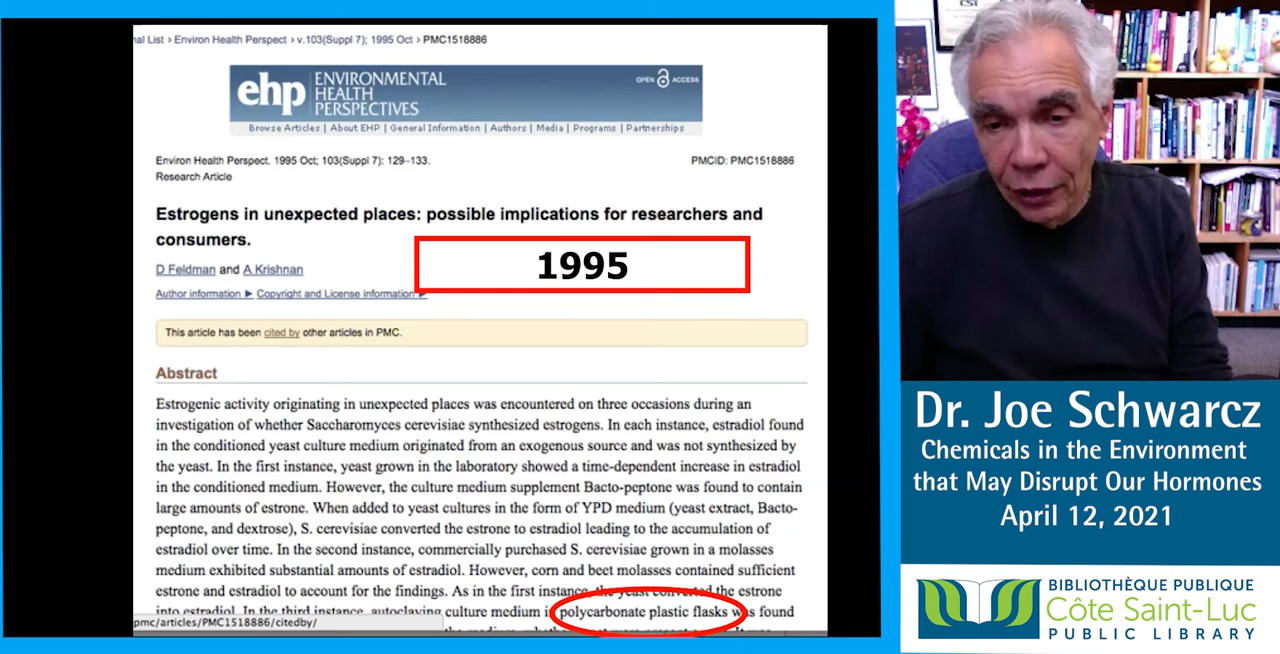 nal List > Environ Health Perspect > v.103(Suppl 7); 1995 Oct > PMC1518886
ehp ENVIRONMENTAL HEALTH PERSPECTIVES
OPEN ACCESS
Browse Articles | About EHP | General Information | Authors | Media | Programs | Partnerships
Environ Health Perspect. 1995 Oct; 103(Suppl 7): 129–133.
PMCID: PMC1518886
Research Article
Estrogens in unexpected places: possible implications for researchers and
consumers.
D Feldman and A Krishnan
1995
Author information ► Copyright and License information ►
This article has been cited by other articles in PMC.
Abstract
Estrogenic activity originating in unexpected places was encountered on three occasions during an
investigation of whether Saccharomyces cerevisiae synthesized estrogens. In each instance, estradiol found
in the conditioned yeast culture medium originated from an exogenous source and was not synthesized by
the yeast. In the first instance, yeast grown in the laboratory showed a time-dependent increase in estradiol
in the conditioned medium. However, the culture medium supplement Bacto-peptone was found to contain
large amounts of estrone. When added to yeast cultures in the form of YPD medium (yeast extract, Bacto-
peptone, and dextrose), S. cerevisiae converted the estrone to estradiol leading to the accumulation of
estradiol over time. In the second instance, commercially purchased S. cerevisiae grown in a molasses
medium exhibited substantial amounts of estradiol. However, corn and beet molasses contained sufficient
estrone and estradiol to account for the findings. As in the first instance, the yeast converted the estrone
into estradiol. In the third instance, autoclaving culture medium in polycarbonate plastic flasks was found
pmc/articles/PMC1518886/citedby/
Dr. Joe Schwarcz
Chemicals in the Environment
that May Disrupt Our Hormones
April 12, 2021
BIBLIOTHÈQUE PUBLIQUE
Côte Saint-Luc
PUBLIC LIBRARY